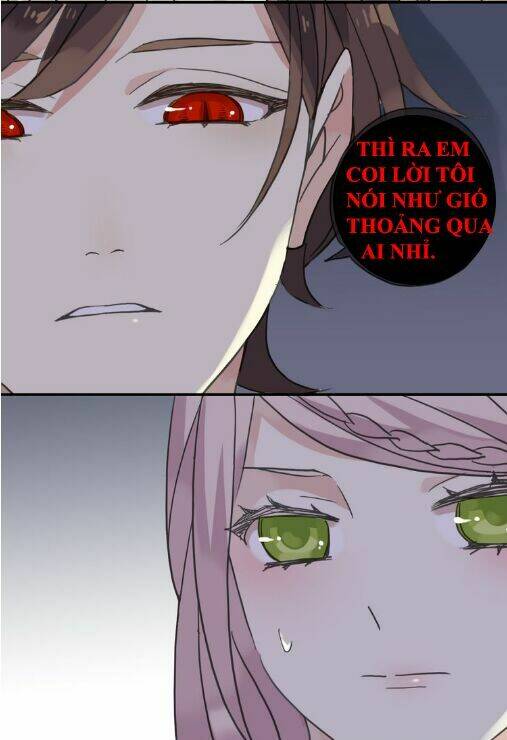 THÌ RA EM
COI LỜI TÔI
NÓI NHƯ GIÓ
THOẢNG QUA
AI NHỈ.